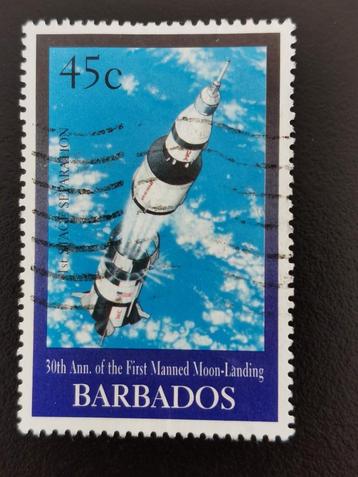 45c
1st STAGE SEPARATION
30th Ann. of the First Manned Moon-Landing
BARBADOS